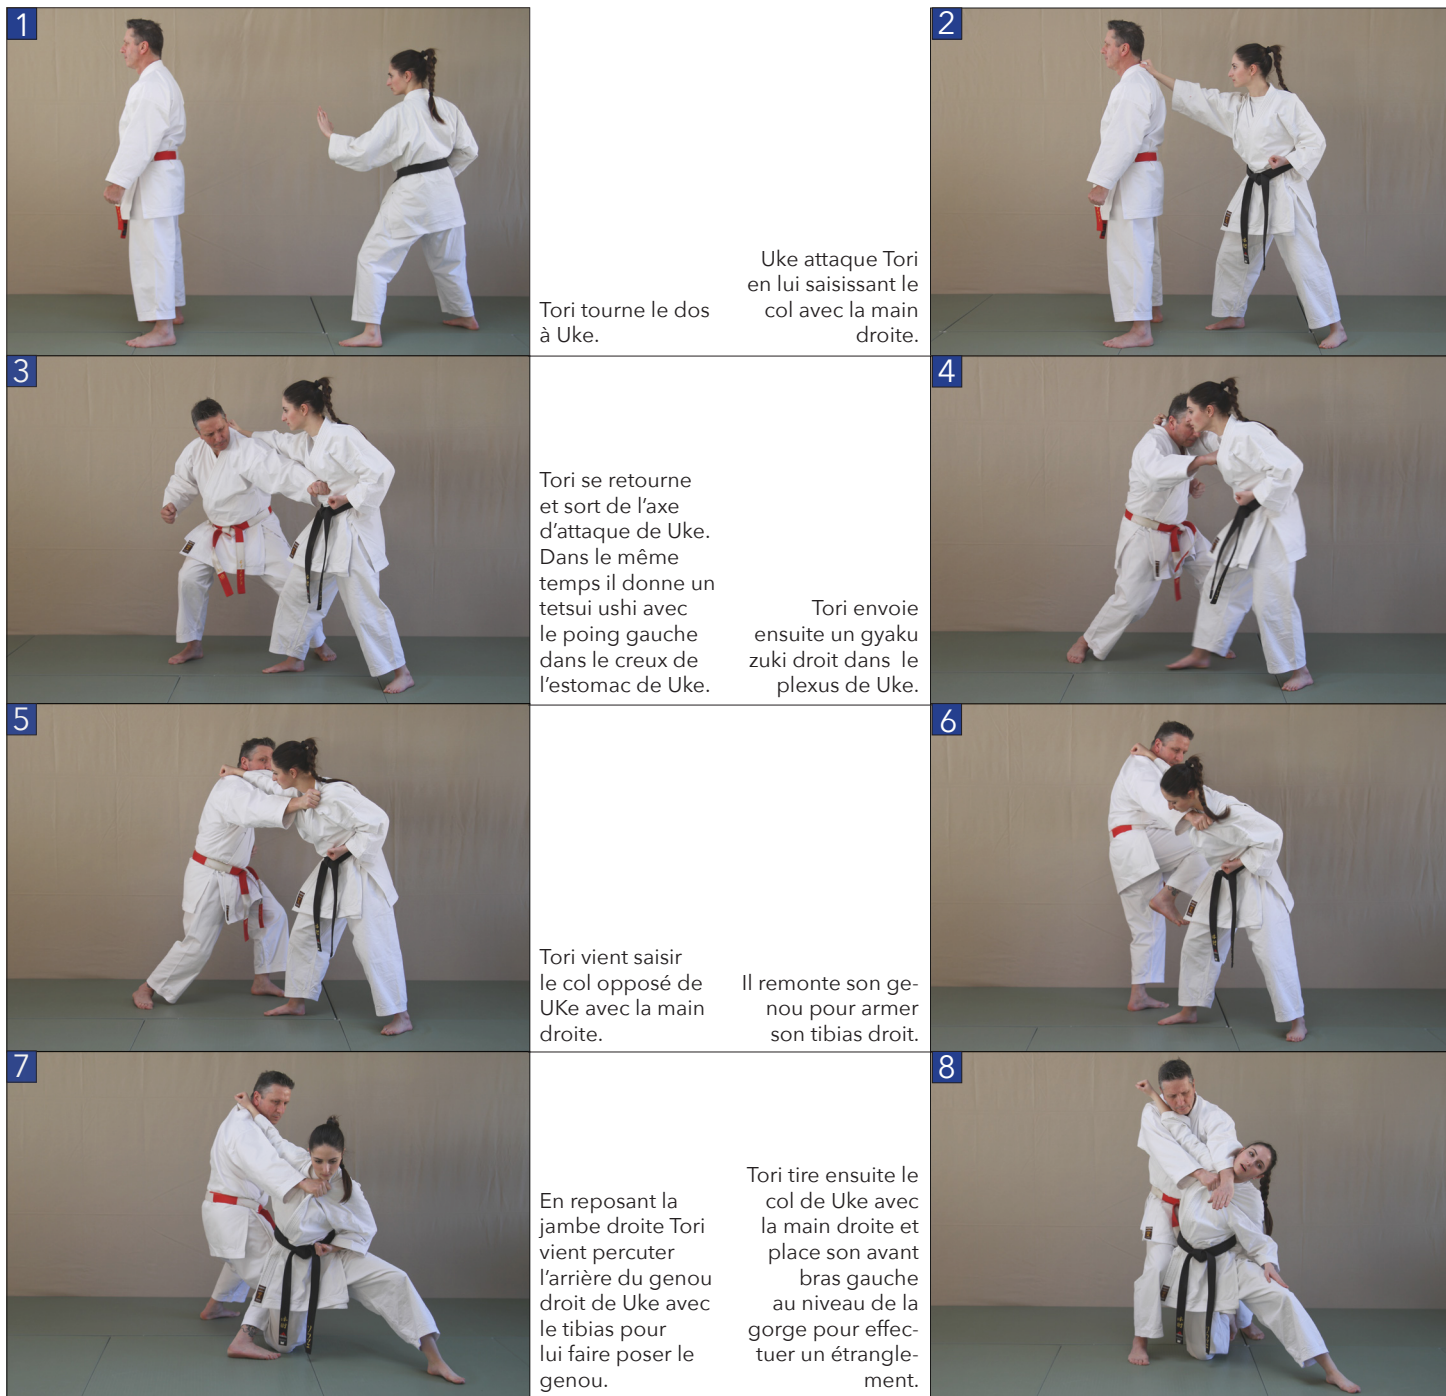 1
Tori tourne le dos
à Uke.
2
Uke attaque Tori
en lui saisissant le
col avec la main
droite.
3
Tori se retourne
et sort de l’axe
d’attaque de Uke.
Dans le même
temps il donne un
tetsui ushi avec
le poing gauche
dans le creux de
l’estomac de Uke.
4
Tori envoie
ensuite un gyaku
zuki droit dans le
plexus de Uke.
5
Tori vient saisir
le col opposé de
UKe avec la main
droite.
6
Il remonte son ge-
nou pour armer
son tibias droit.
7
En reposant la
jambe droite Tori
vient percuter
l’arrière du genou
droit de Uke avec
le tibias pour
lui faire poser le
genou.
8
Tori tire ensuite le
col de Uke avec
la main droite et
place son avant
bras gauche
au niveau de la
gorge pour effec-
tuer un étrangle-
ment.